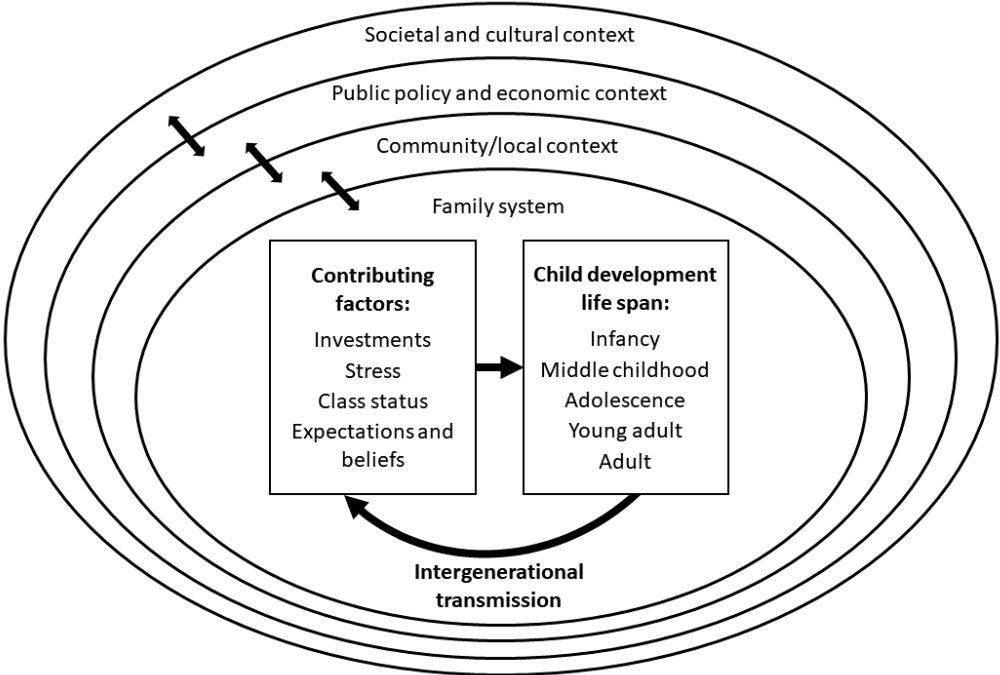 Societal and cultural context
Public policy and economic context
Community/local context
Family system
Contributing
factors:
Investments
Stress
Class status
Expectations and
beliefs
Child development
life span:
Infancy
Middle childhood
Adolescence
Young adult
Adult
Intergenerational
transmission